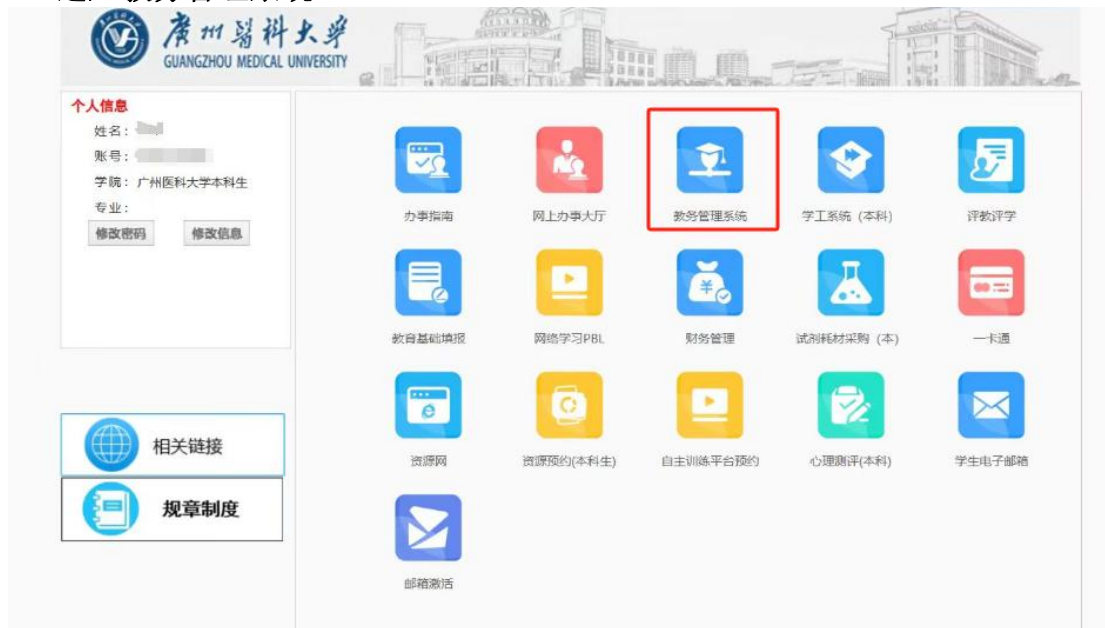 廣州醫科大學
GUANGZHOU MEDICAL UNIVERSITY
个人信息
姓名：
账号：
学院：广州医科大学本科生
专业：
修改密码 修改信息
相关链接
规章制度
办事指南 网上办事大厅 教务管理系统 学工系统（本科） 评教评学
教育基础填报 网络学习PBL 财务管理 试剂耗材采购（本） 一卡通
资源网 资源预约(本科生) 自主训练平台预约 心理测评(本科) 学生电子邮箱
邮箱激活